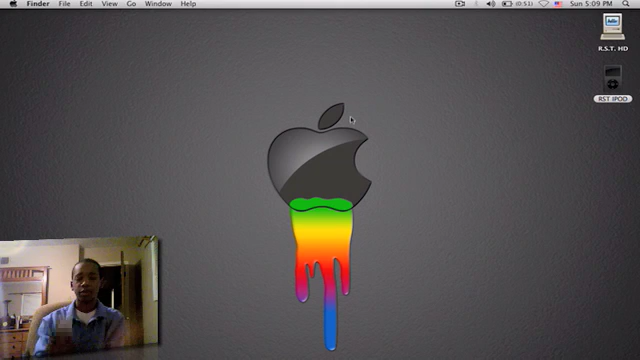 Finder File Edit View Go Window Help (0:51) Sun 5:09 PM
R.S.T. HD
RST IPOD